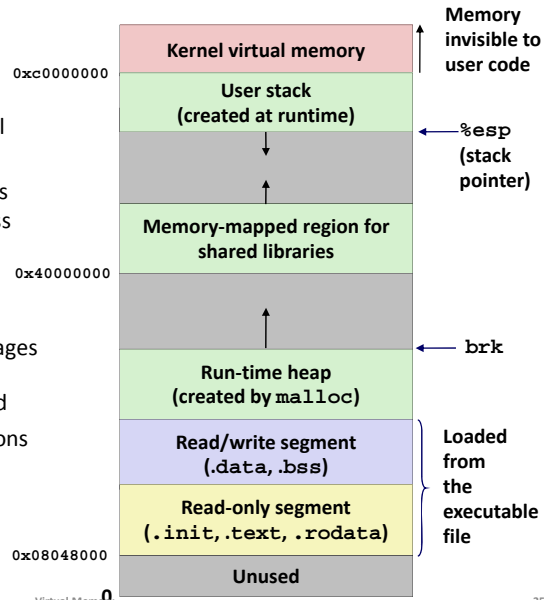 Kernel virtual memory
Memory
invisible to
user code
0xc0000000
User stack
(created at runtime)
%esp
(stack
pointer)
Memory-mapped region for
shared libraries
0x40000000
ages
brk
Run-time heap
(created by malloc)
ons
Read/write segment
(.data, .bss)
Loaded
from
the
executable
file
Read-only segment
(.init, .text, .rodata)
0x08048000
Unused
0